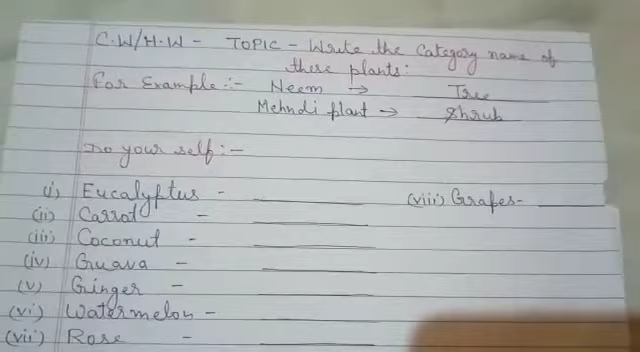 C.W/H.W - TOPIC - Write the Category name of
these plants:
For Example:- Neem → Tree
Mehndi plant → Shrub
Do your self:-
(i) Eucalyptus - (viii) Grapes-
(ii) Carrot -
(iii) Coconut -
(iv) Guava -
(v) Ginger -
(vi) Watermelon -
(vii) Rose -